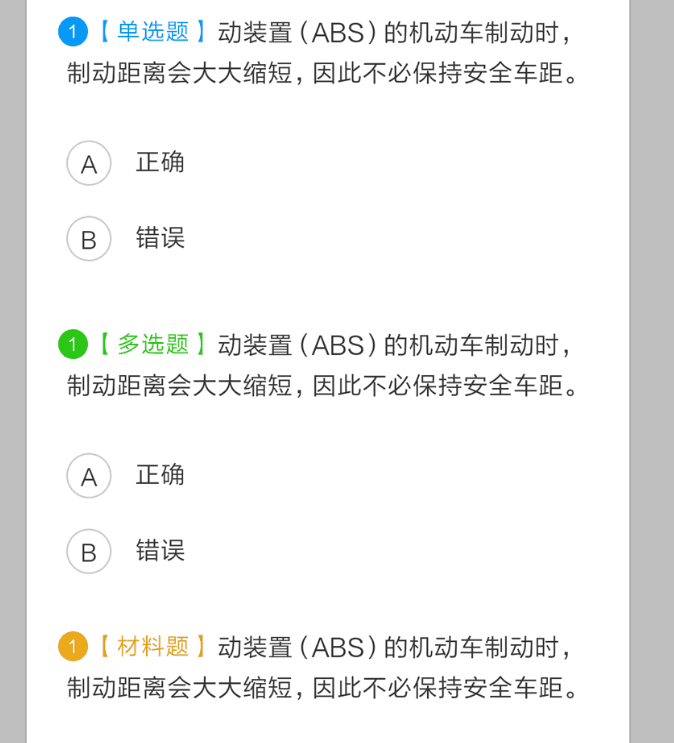 1【单选题】动装置(ABS)的机动车制动时,
制动距离会大大缩短,因此不必保持安全车距。
A 正确
B 错误
1【多选题】动装置(ABS)的机动车制动时,
制动距离会大大缩短,因此不必保持安全车距。
A 正确
B 错误
1【材料题】动装置(ABS)的机动车制动时,
制动距离会大大缩短,因此不必保持安全车距。